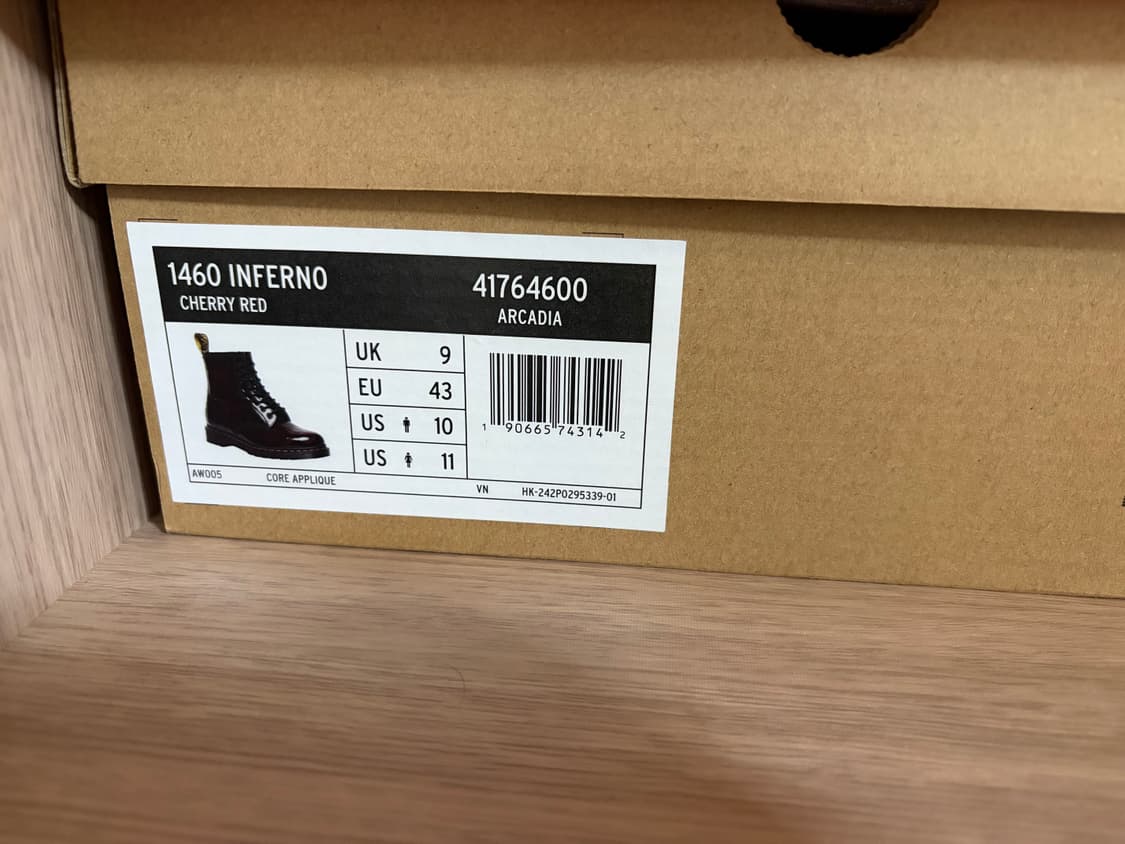 1460 INFERNO
CHERRY RED
41764600
ARCADIA
UK 9
EU 43
US 10
US 11
1 90665 74314 2
AW005 CORE APPLIQUE
VN HK-242P0295339-01